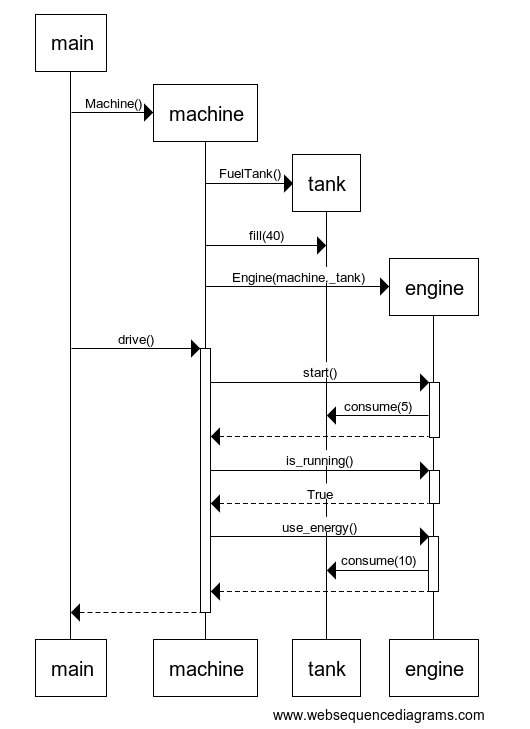 main
Machine()
machine
FuelTank()
tank
fill(40)
Engine(machine._tank)
engine
drive()
start()
consume(5)
is_running()
True
use_energy()
consume(10)
main
machine
tank
engine
www.websequencediagrams.com